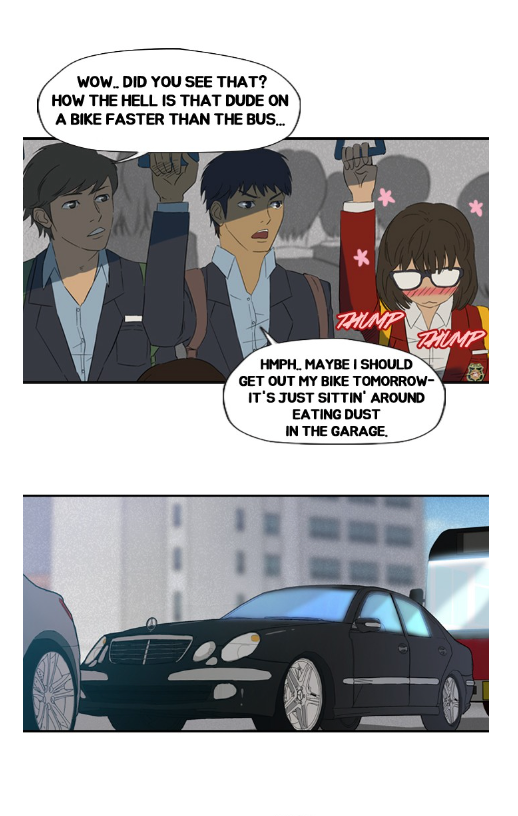 WOW.. DID YOU SEE THAT?
HOW THE HELL IS THAT DUDE ON
A BIKE FASTER THAN THE BUS...
THUMP
THUMP
HMPH.. MAYBE I SHOULD
GET OUT MY BIKE TOMORROW-
IT'S JUST SITTIN' AROUND
EATING DUST
IN THE GARAGE.